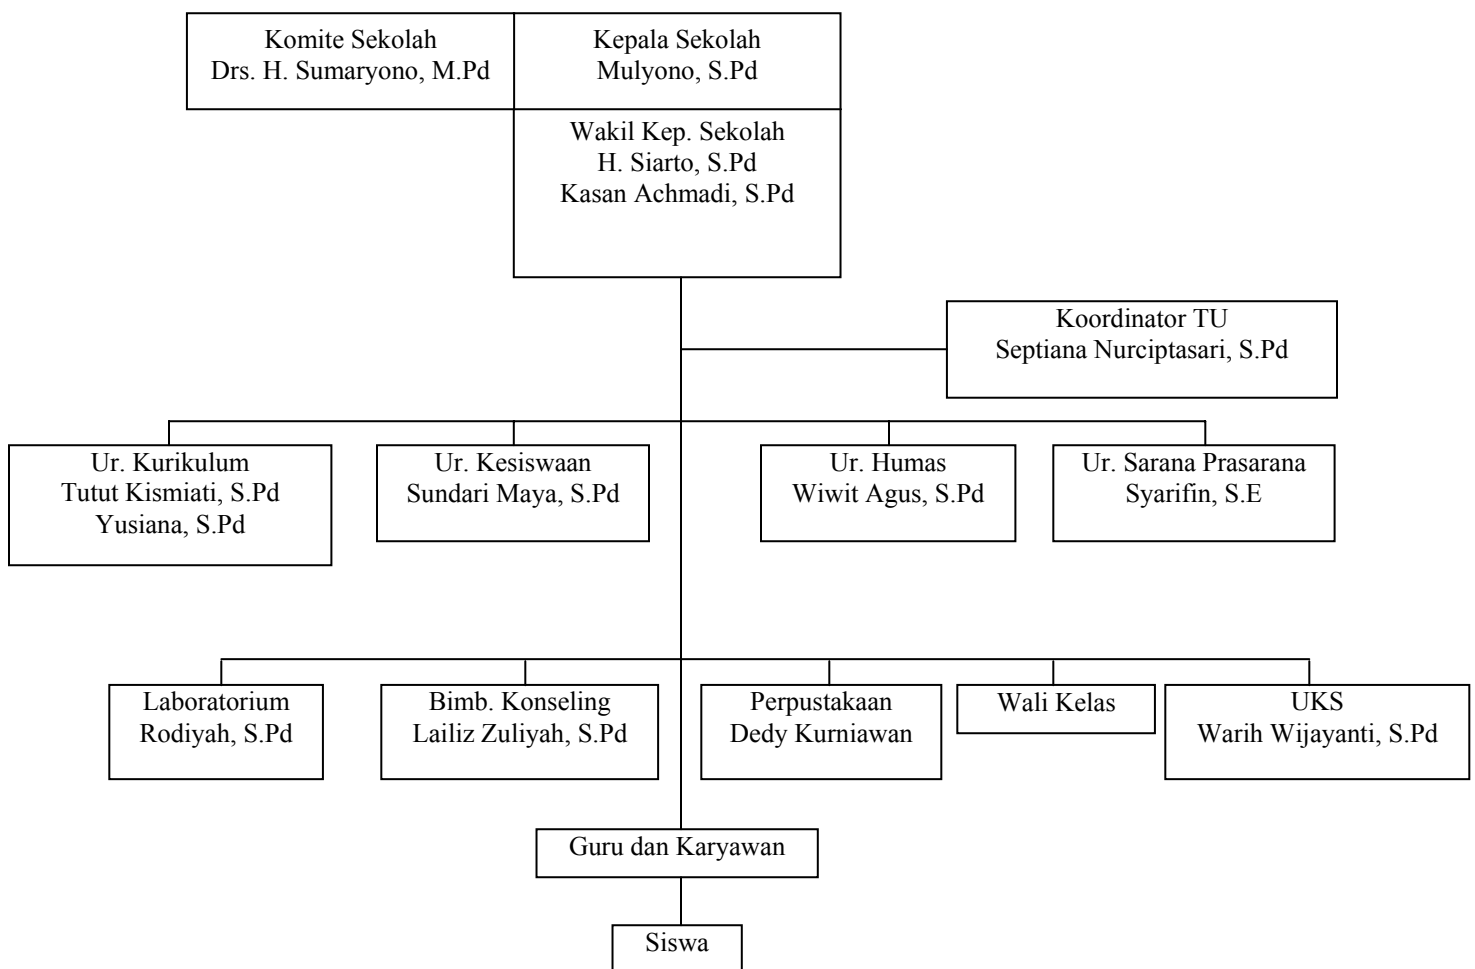 Komite Sekolah
Drs. H. Sumaryono, M.Pd
Kepala Sekolah
Mulyono, S.Pd
Wakil Kep. Sekolah
H. Siarto, S.Pd
Kasan Achmadi, S.Pd
Koordinator TU
Septiana Nurciptasari, S.Pd
Ur. Kurikulum
Tutut Kismiati, S.Pd
Yusiana, S.Pd
Ur. Kesiswaan
Sundari Maya, S.Pd
Ur. Humas
Wiwit Agus, S.Pd
Ur. Sarana Prasarana
Syarifin, S.E
Laboratorium
Rodiyah, S.Pd
Bimb. Konseling
Lailiz Zuliyah, S.Pd
Perpustakaan
Dedy Kurniawan
Wali Kelas
UKS
Warih Wijayanti, S.Pd
Guru dan Karyawan
Siswa